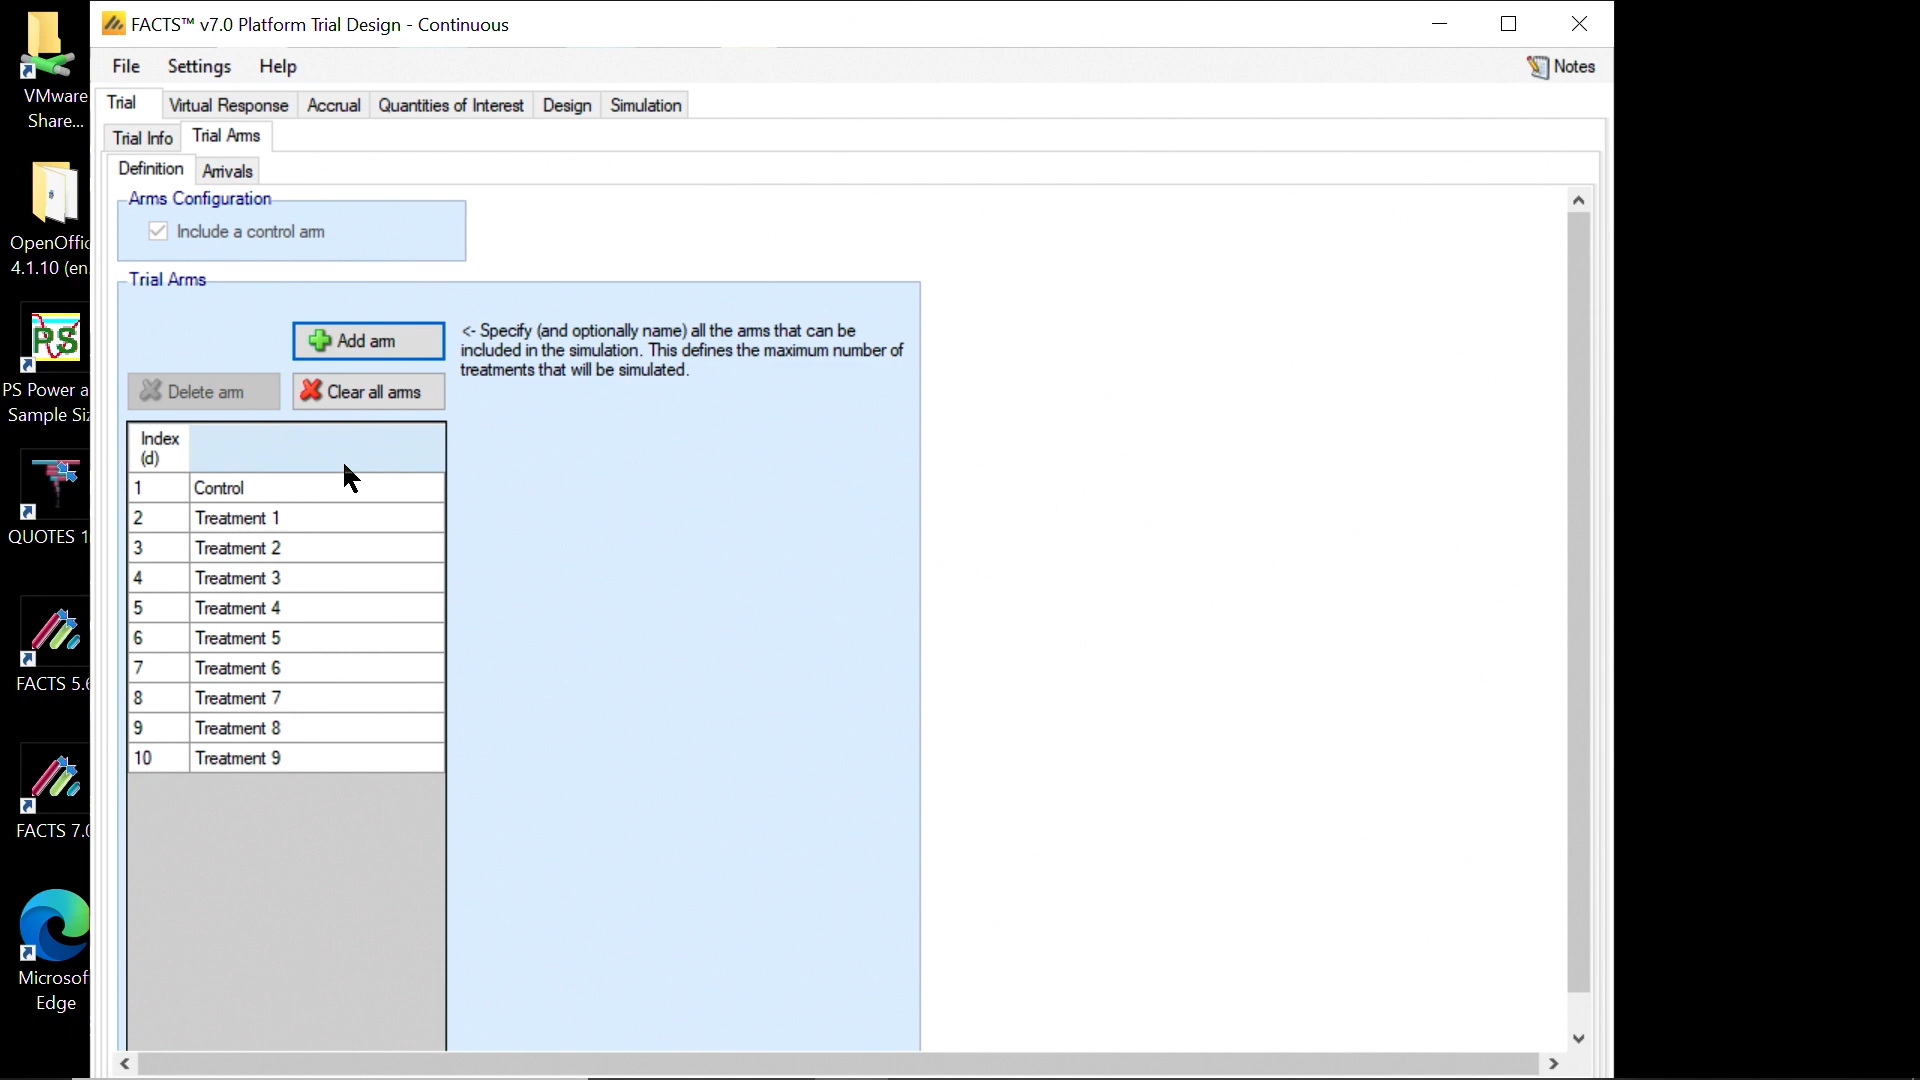 FACTS™ v7.0 Platform Trial Design - Continuous
File Settings Help
Notes
Trial Virtual Response Accrual Quantities of Interest Design Simulation
Trial Info Trial Arms
Definition Arrivals
Arms Configuration
Include a control arm
Trial Arms
Add arm
Delete arm Clear all arms
<- Specify (and optionally name) all the arms that can be
included in the simulation. This defines the maximum number of
treatments that will be simulated.
Index
(d)
1 Control
2 Treatment 1
3 Treatment 2
4 Treatment 3
5 Treatment 4
6 Treatment 5
7 Treatment 6
8 Treatment 7
9 Treatment 8
10 Treatment 9
VMware
Share...
OpenOffic
4.1.10 (en.
PS
PS Power a
Sample Siz
QUOTES 1
FACTS 5.6
FACTS 7.0
Microsof
Edge